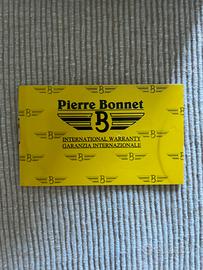 Pierre Bonnet
B
INTERNATIONAL WARRANTY
GARANZIA INTERNAZIONALE